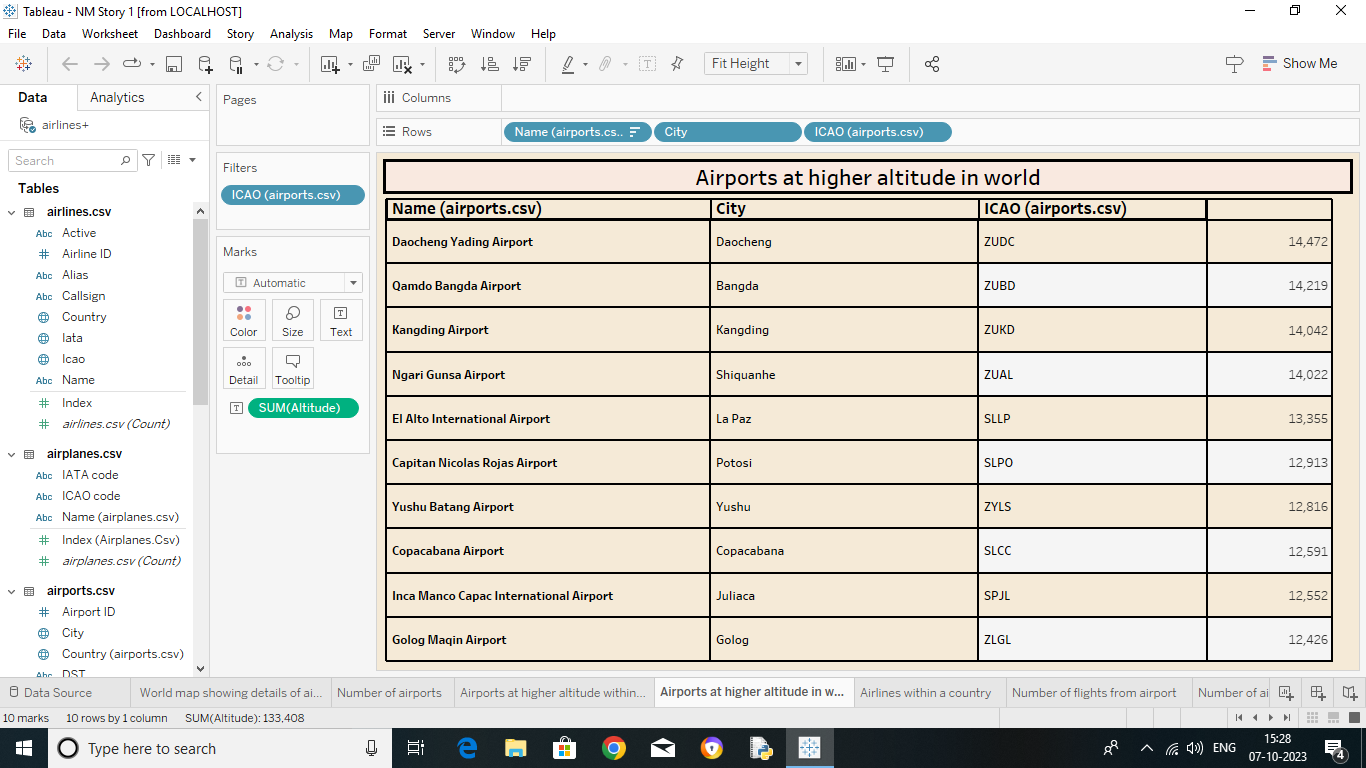 Tableau - NM Story 1 [from LOCALHOST]
File Data Worksheet Dashboard Story Analysis Map Format Server Window Help
Fit Height
Show Me
Data Analytics
airlines+
Search
Tables
airlines.csv
Abc Active
# Airline ID
Abc Alias
Abc Callsign
Country
Iata
Icao
Abc Name
# Index
# airlines.csv (Count)
airplanes.csv
Abc IATA code
Abc ICAO code
Abc Name (airplanes.csv)
# Index (Airplanes.Csv)
# airplanes.csv (Count)
airports.csv
# Airport ID
City
Country (airports.csv)
Abc DST
Pages
Filters
ICAO (airports.csv)
Marks
T Automatic
Color Size Text
Detail Tooltip
T SUM(Altitude)
Columns
Rows Name (airports.cs.. City ICAO (airports.csv)
Airports at higher altitude in world
Name (airports.csv) City ICAO (airports.csv)
Daocheng Yading Airport Daocheng ZUDC 14,472
Qamdo Bangda Airport Bangda ZUBD 14,219
Kangding Airport Kangding ZUKD 14,042
Ngari Gunsa Airport Shiquanhe ZUAL 14,022
El Alto International Airport La Paz SLLP 13,355
Capitan Nicolas Rojas Airport Potosi SLPO 12,913
Yushu Batang Airport Yushu ZYLS 12,816
Copacabana Airport Copacabana SLCC 12,591
Inca Manco Capac International Airport Juliaca SPJL 12,552
Golog Maqin Airport Golog ZLGL 12,426
Data Source World map showing details of ai... Number of airports Airports at higher altitude within... Airports at higher altitude in w... Airlines within a country Number of flights from airport Number of ai
10 marks 10 rows by 1 column SUM(Altitude): 133,408
Type here to search
ENG
15:28
07-10-2023
4